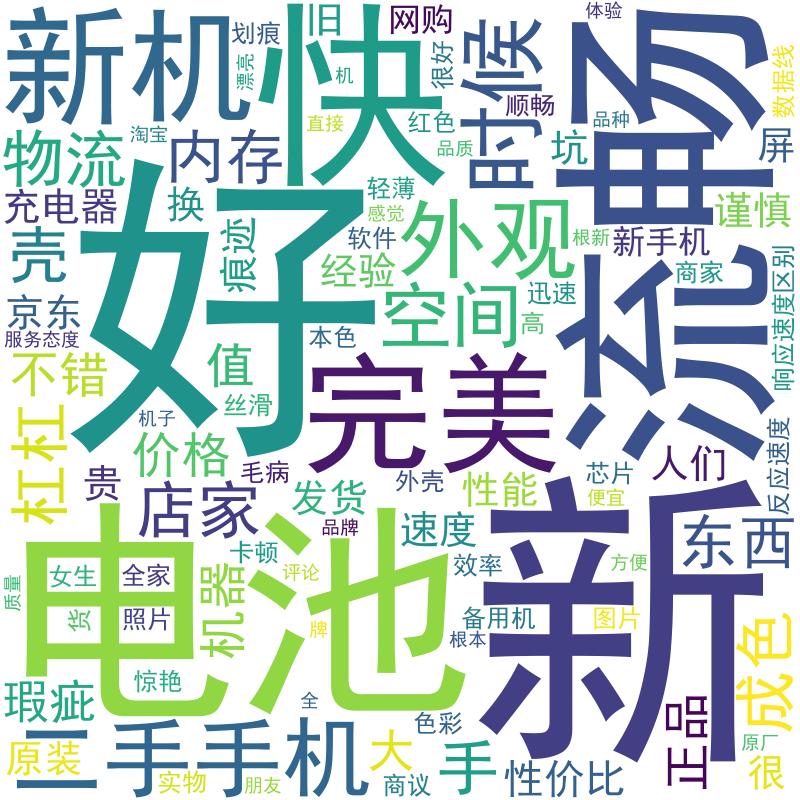 新机
快
旧
划痕
漂亮
机
网购
很好
时候
体验
畅
数据线
物流
淘宝
内存
直接
红色
品质
顺畅
品种
坑
屏
充电器
换
轻薄
感觉
谨慎
好
痕迹
软件
外观
根新
新手机
壳
经验
商家
流
京东
服务态度
空间
迅速
高
本色
响应速度区别
不错
值
丝滑
完美
杠杠
机子
价格
毛病
外壳
性能
芯片
人们
反应速度
贵
店家
发货
便宜
品牌
新
电池
卡顿
速度
东西
质量
女生
全家
机器
评论
效率
方便
货
照片
牌
备用机
根本
图片
瑕疵
惊艳
成色
全
色彩
正品
二手手机
原装
大
手
原厂
实物
朋友
商议
性价比
很